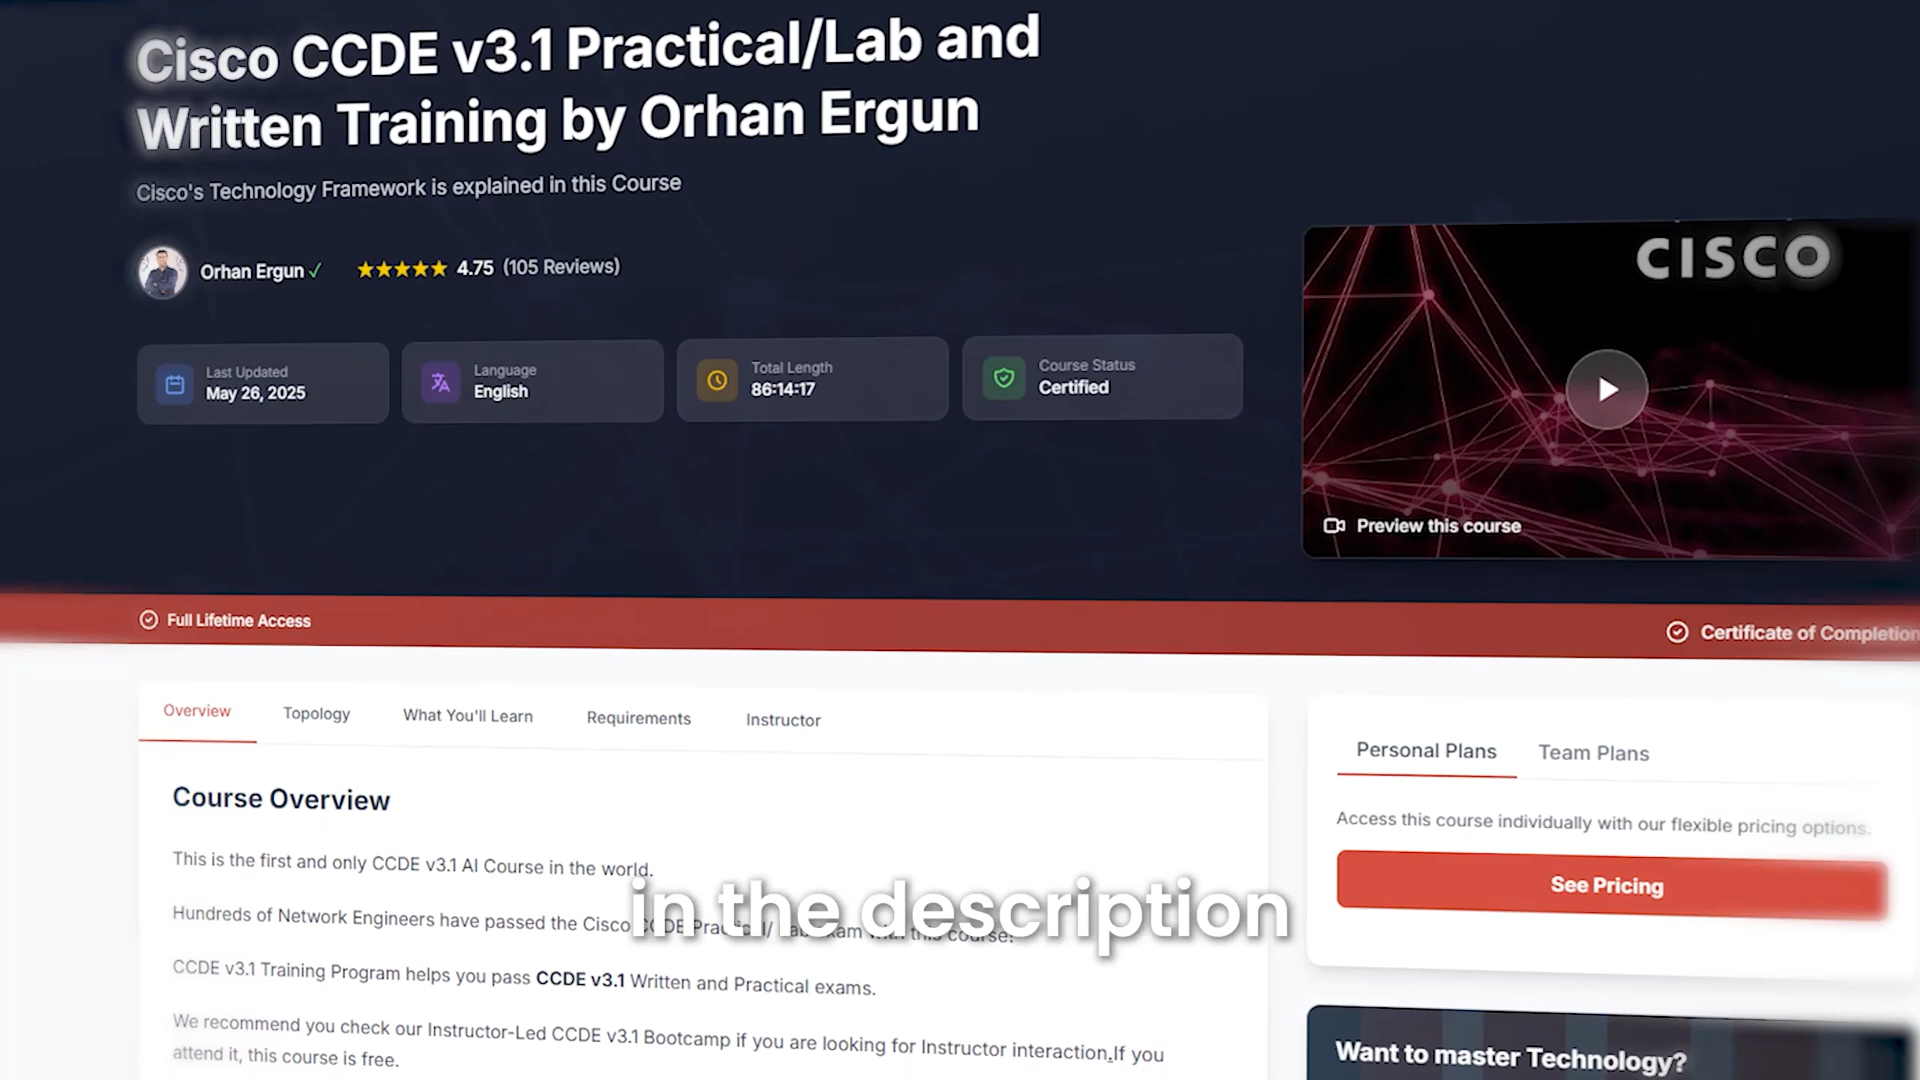 Cisco CCDE v3.1 Practical/Lab and
Written Training by Orhan Ergun
Cisco's Technology Framework is explained in this Course
Orhan Ergun ✓ ★★★★★ 4.75 (105 Reviews)
Last Updated
May 26, 2025
Language
English
Total Length
86:14:17
Course Status
Certified
CISCO
Preview this course
Full Lifetime Access
Certificate of Completion
Overview Topology What You'll Learn Requirements Instructor
Course Overview
This is the first and only CCDE v3.1 AI Course in the world.
Hundreds of Network Engineers have passed the Cisco CCDE Practical/Lab exam with this course.
CCDE v3.1 Training Program helps you pass CCDE v3.1 Written and Practical exams.
We recommend you check our Instructor-Led CCDE v3.1 Bootcamp if you are looking for Instructor interaction.If you
attend it, this course is free.
in the description
Personal Plans Team Plans
Access this course individually with our flexible pricing options.
See Pricing
Want to master Technology?